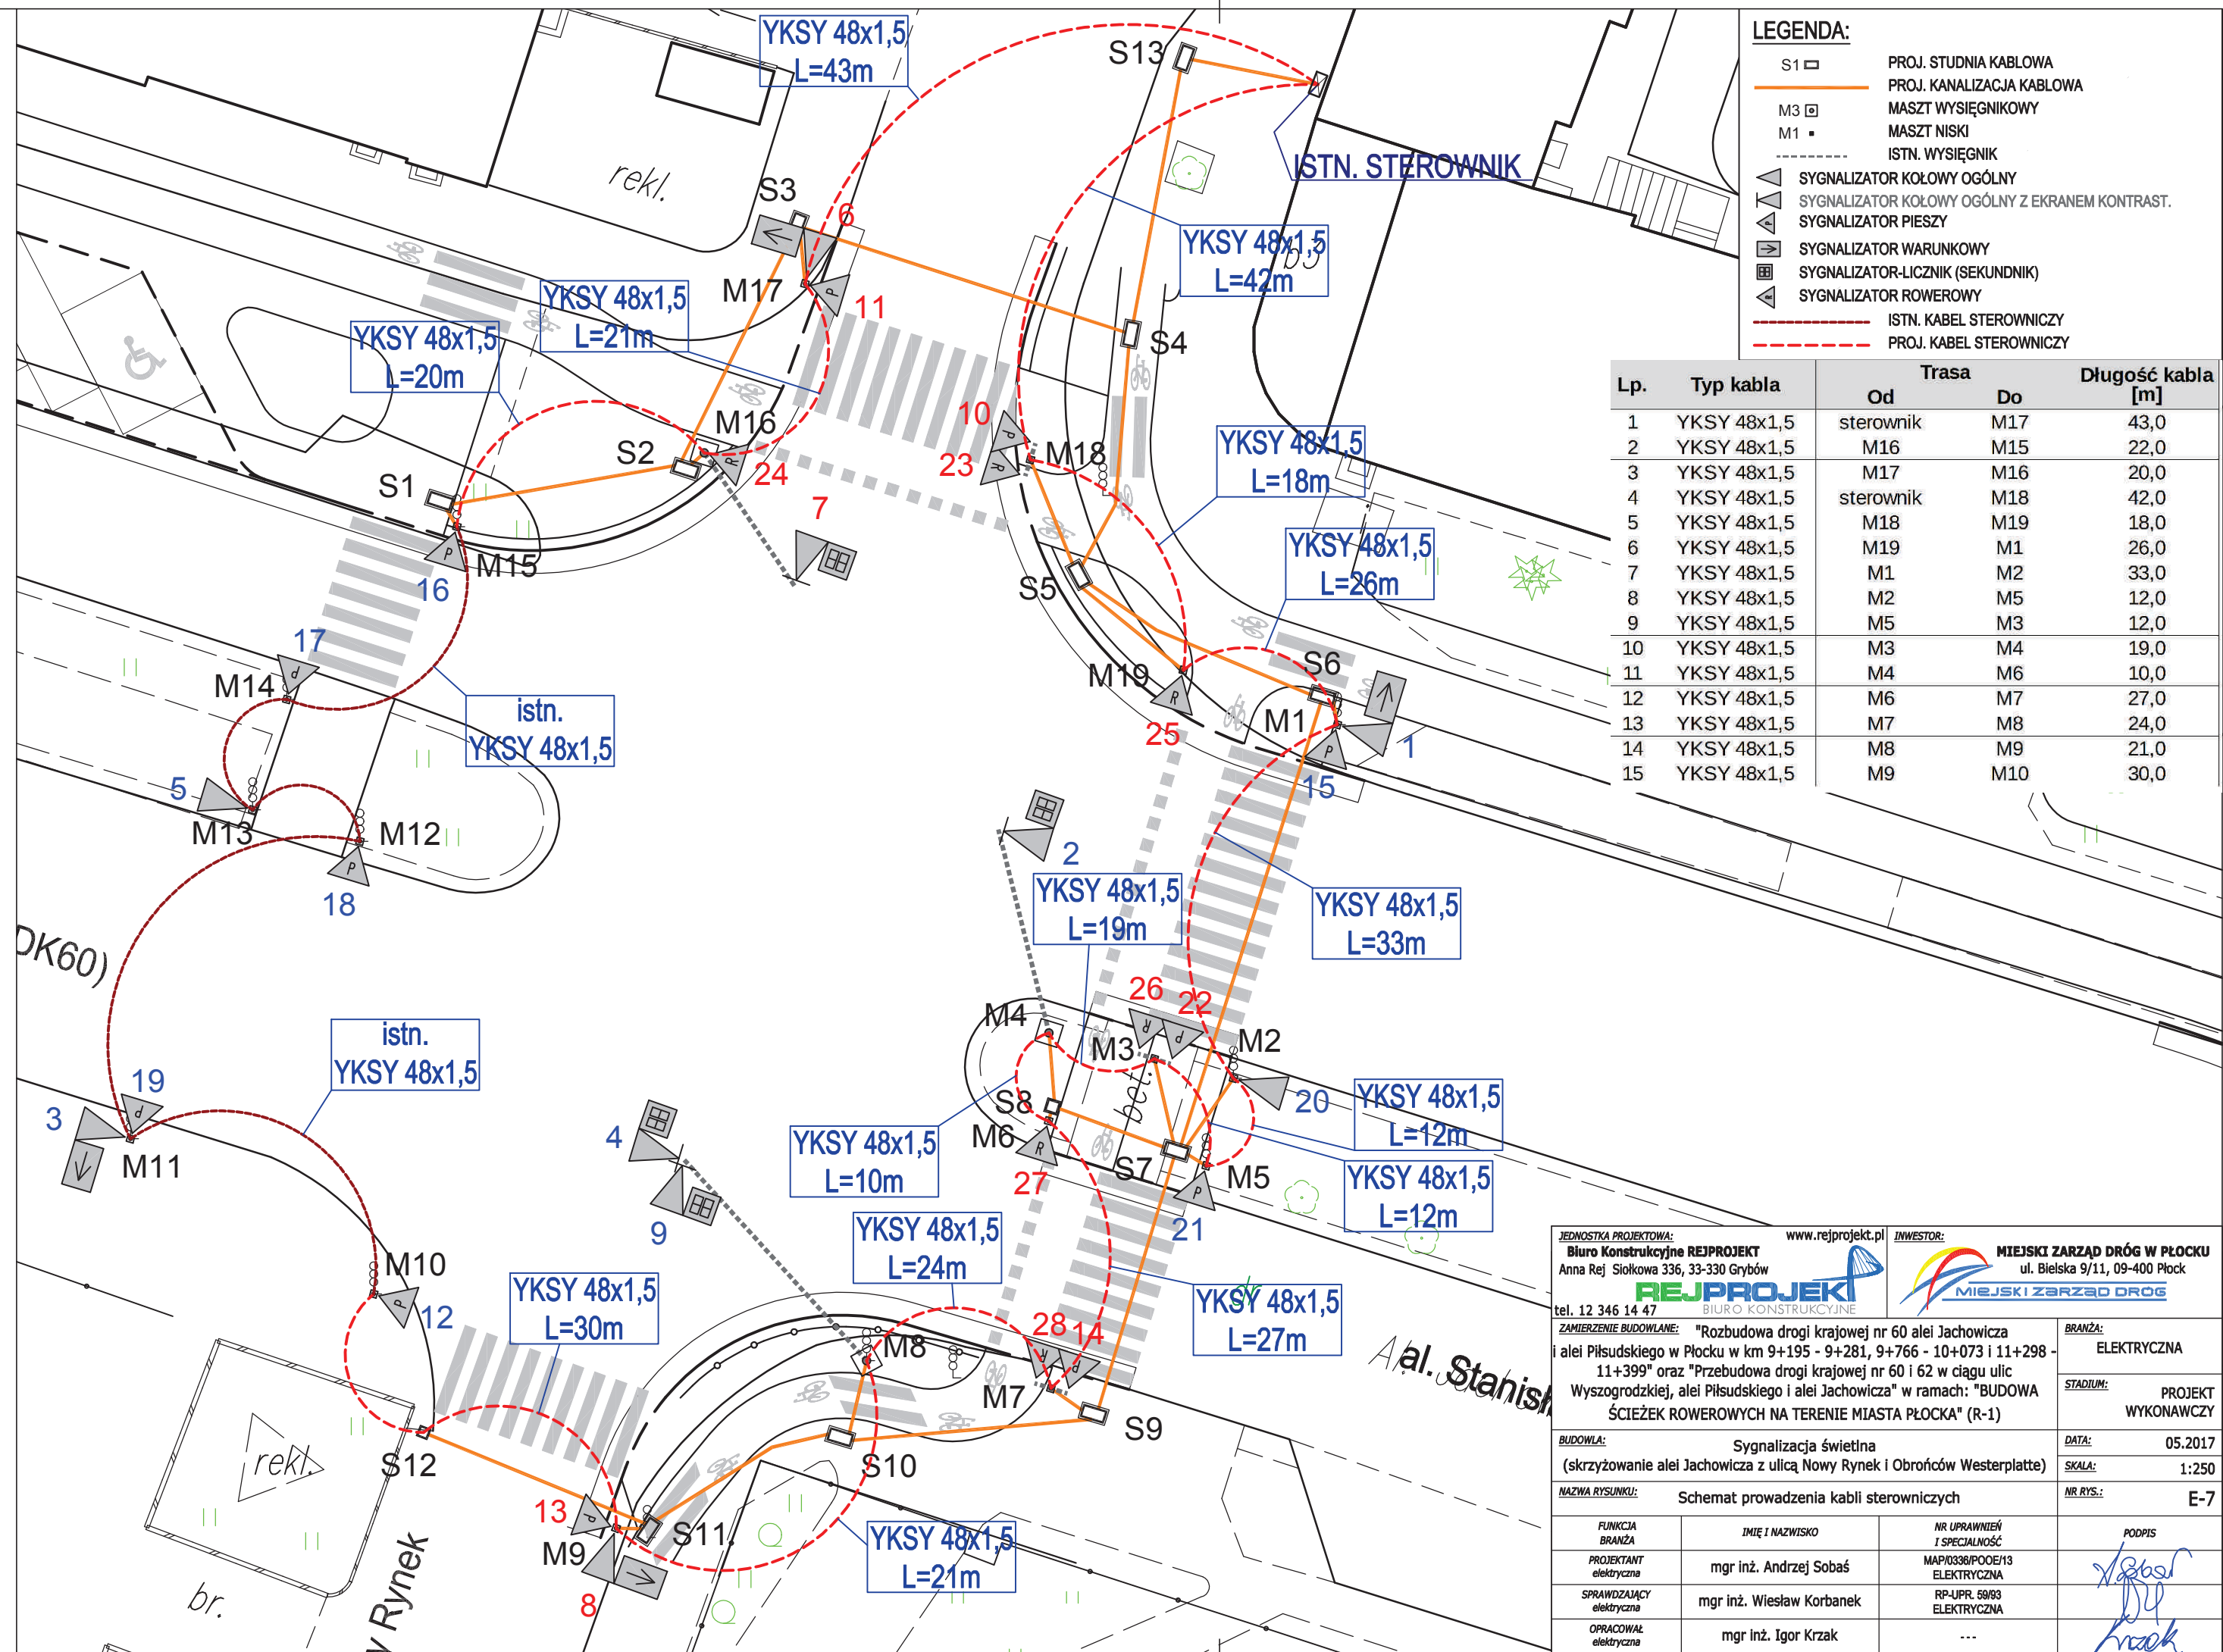 YKSY 48x1,5
L=43m
S13
ISTN. STEROWNIK
rekl.
S3
6
M17
11
YKSY 48x1,5
L=42m
YKSY 48x1,5
L=21m
YKSY 48x1,5
L=20m
S4
M16
S2
24
10
23
M18
7
S1
M15
16
YKSY 48x1,5
L=18m
YKSY 48x1,5
L=26m
S5
17
M14
istn.
YKSY 48x1,5
M19
25
S6
M1
1
15
5
M13
M12
18
2
YKSY 48x1,5
L=19m
YKSY 48x1,5
L=33m
DK60)
26
22
M4
M3
M2
bet.
20
S8
M6
27
S7
M5
21
YKSY 48x1,5
L=12m
YKSY 48x1,5
L=12m
istn.
YKSY 48x1,5
19
3
M11
4
9
YKSY 48x1,5
L=10m
YKSY 48x1,5
L=24m
YKSY 48x1,5
L=27m
M10
12
YKSY 48x1,5
L=30m
M8
28
14
M7
S9
al. Stanisł
rekl.
S12
S10
13
S11
M9
8
YKSY 48x1,5
L=21m
br.
y Rynek
LEGENDA:
S1 PROJ. STUDNIA KABLOWA
PROJ. KANALIZACJA KABLOWA
M3 MASZT WYSIĘGNIKOWY
M1 MASZT NISKI
ISTN. WYSIĘGNIK
SYGNALIZATOR KOŁOWY OGÓLNY
SYGNALIZATOR KOŁOWY OGÓLNY Z EKRANEM KONTRAST.
P SYGNALIZATOR PIESZY
SYGNALIZATOR WARUNKOWY
SYGNALIZATOR-LICZNIK (SEKUNDNIK)
SYGNALIZATOR ROWEROWY
ISTN. KABEL STEROWNICZY
PROJ. KABEL STEROWNICZY
Lp. Typ kabla Trasa Długość kabla
Od Do [m]
1 YKSY 48x1,5 sterownik M17 43,0
2 YKSY 48x1,5 M16 M15 22,0
3 YKSY 48x1,5 M17 M16 20,0
4 YKSY 48x1,5 sterownik M18 42,0
5 YKSY 48x1,5 M18 M19 18,0
6 YKSY 48x1,5 M19 M1 26,0
7 YKSY 48x1,5 M1 M2 33,0
8 YKSY 48x1,5 M2 M5 12,0
9 YKSY 48x1,5 M5 M3 12,0
10 YKSY 48x1,5 M3 M4 19,0
11 YKSY 48x1,5 M4 M6 10,0
12 YKSY 48x1,5 M6 M7 27,0
13 YKSY 48x1,5 M7 M8 24,0
14 YKSY 48x1,5 M8 M9 21,0
15 YKSY 48x1,5 M9 M10 30,0
JEDNOSTKA PROJEKTOWA: www.rejprojekt.pl
Biuro Konstrukcyjne REJPROJEKT
Anna Rej Siołkowa 336, 33-330 Grybów
REJPROJEKT
BIURO KONSTRUKCYJNE
tel. 12 346 14 47
INWESTOR:
MIEJSKI ZARZĄD DRÓG W PŁOCKU
ul. Bielska 9/11, 09-400 Płock
MIEJSKI ZARZĄD DRÓG
ZAMIERZENIE BUDOWLANE: "Rozbudowa drogi krajowej nr 60 alei Jachowicza
i alei Piłsudskiego w Płocku w km 9+195 - 9+281, 9+766 - 10+073 i 11+298 -
11+399" oraz "Przebudowa drogi krajowej nr 60 i 62 w ciągu ulic
Wyszogrodzkiej, alei Piłsudskiego i alei Jachowicza" w ramach: "BUDOWA
ŚCIEŻEK ROWEROWYCH NA TERENIE MIASTA PŁOCKA" (R-1)
BRANŻA:
ELEKTRYCZNA
STADIUM:
PROJEKT
WYKONAWCZY
BUDOWLA: Sygnalizacja świetlna
(skrzyżowanie alei Jachowicza z ulicą Nowy Rynek i Obrońców Westerplatte)
DATA: 05.2017
SKALA: 1:250
NAZWA RYSUNKU: Schemat prowadzenia kabli sterowniczych
NR RYS.: E-7
FUNKCJA
BRANŻA
IMIĘ I NAZWISKO
NR UPRAWNIEŃ
I SPECJALNOŚĆ
PODPIS
PROJEKTANT
elektryczna
mgr inż. Andrzej Sobaś
MAP/0336/POOE/13
ELEKTRYCZNA
SPRAWDZAJĄCY
elektryczna
mgr inż. Wiesław Korbanek
RP-UPR. 59/93
ELEKTRYCZNA
OPRACOWAŁ
elektryczna
mgr inż. Igor Krzak
---